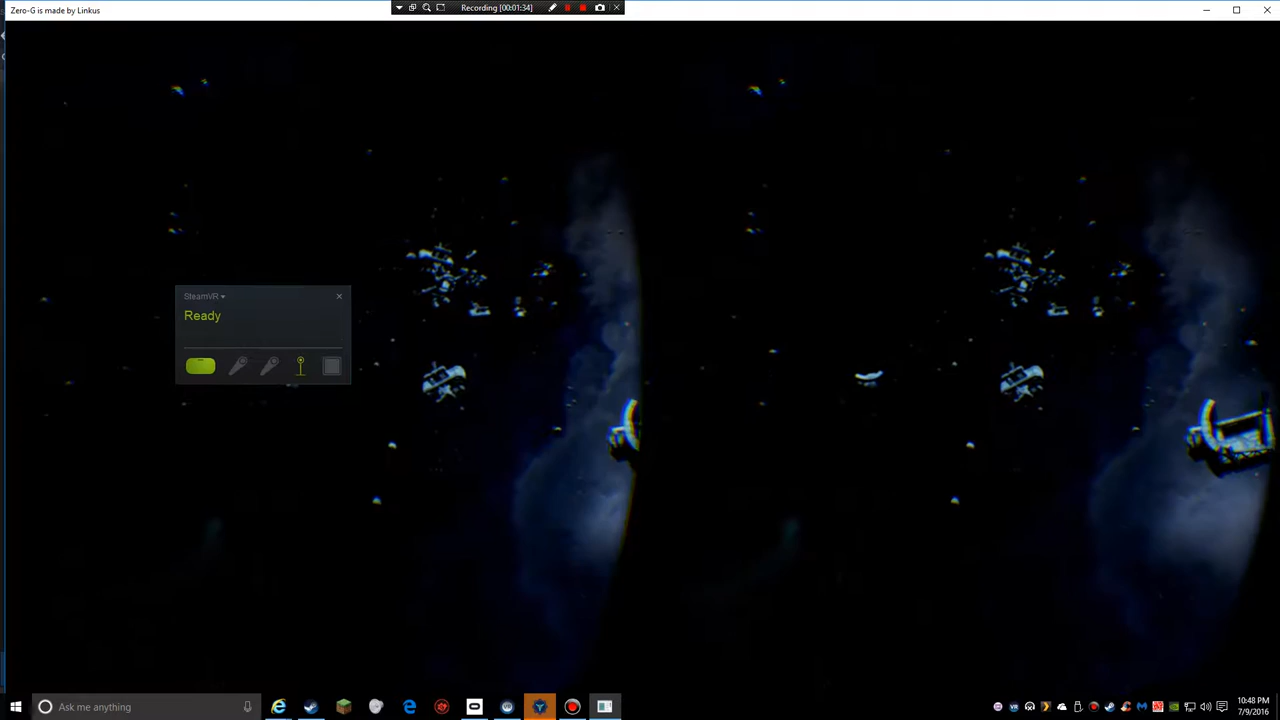 Zero-G is made by Linkus
Recording [00:01:34]
SteamVR
Ready
Ask me anything
10:48 PM
7/9/2016